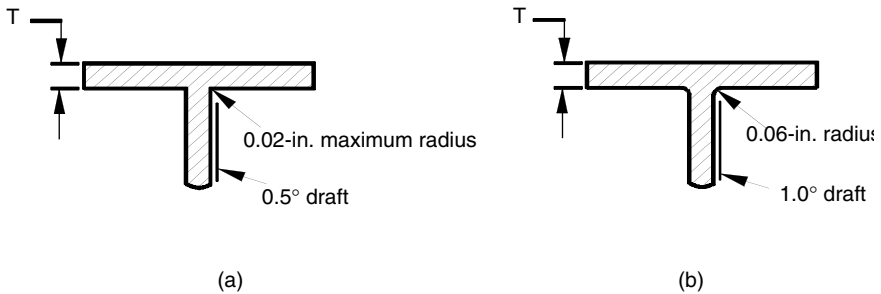 T
0.02-in. maximum radius
0.5° draft
(a)
T
0.06-in. radius
1.0° draft
(b)